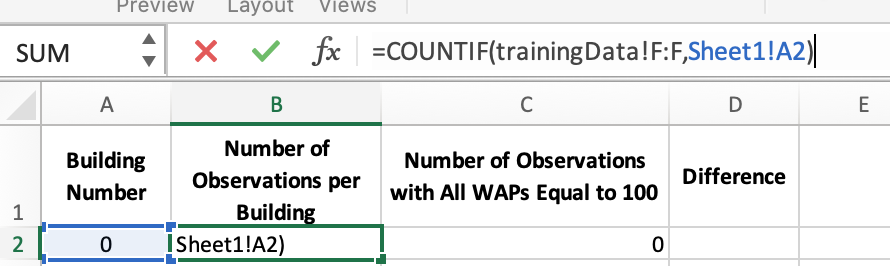 Preview Layout Views
SUM fx =COUNTIF(trainingData!F:F,Sheet1!A2)
A B C D E
1 Building Number Number of Observations per Building Number of Observations with All WAPs Equal to 100 Difference
2 0 Sheet1!A2) 0